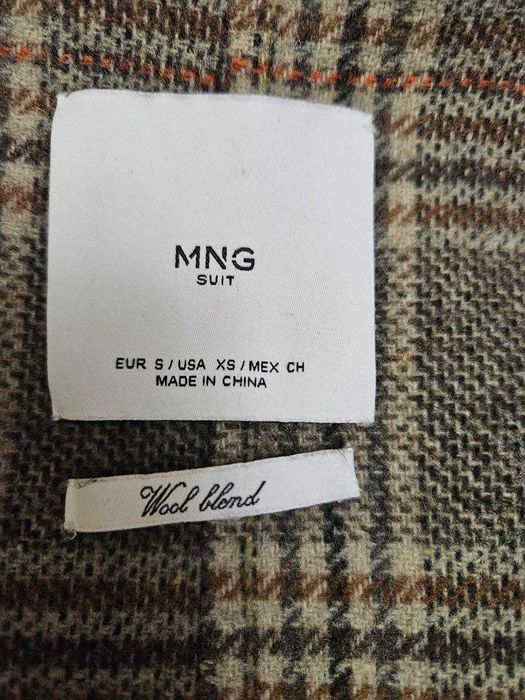 MNG
SUIT
EUR S / USA XS / MEX CH
MADE IN CHINA
Wool blend